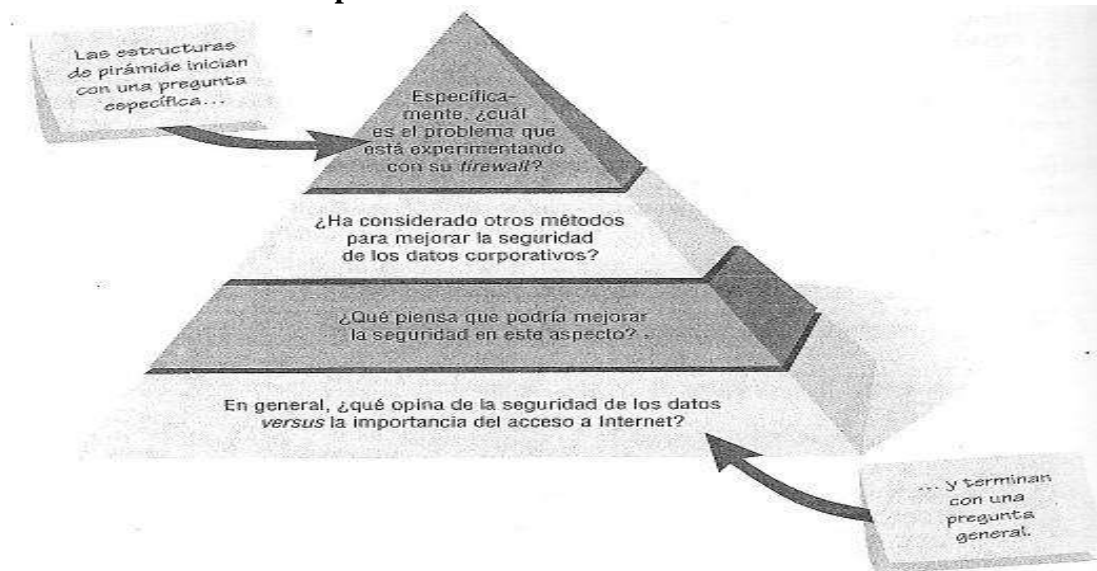 Las estructuras
de pirámide inician
con una pregunta
específica...
Específica-
mente, ¿cuál
es el problema que
está experimentando
con su firewall?
¿Ha considerado otros métodos
para mejorar la seguridad
de los datos corporativos?
¿Qué piensa que podría mejorar
la seguridad en este aspecto?
En general, ¿qué opina de la seguridad de los datos
versus la importancia del acceso a Internet?
... y terminan
con una
pregunta
general.